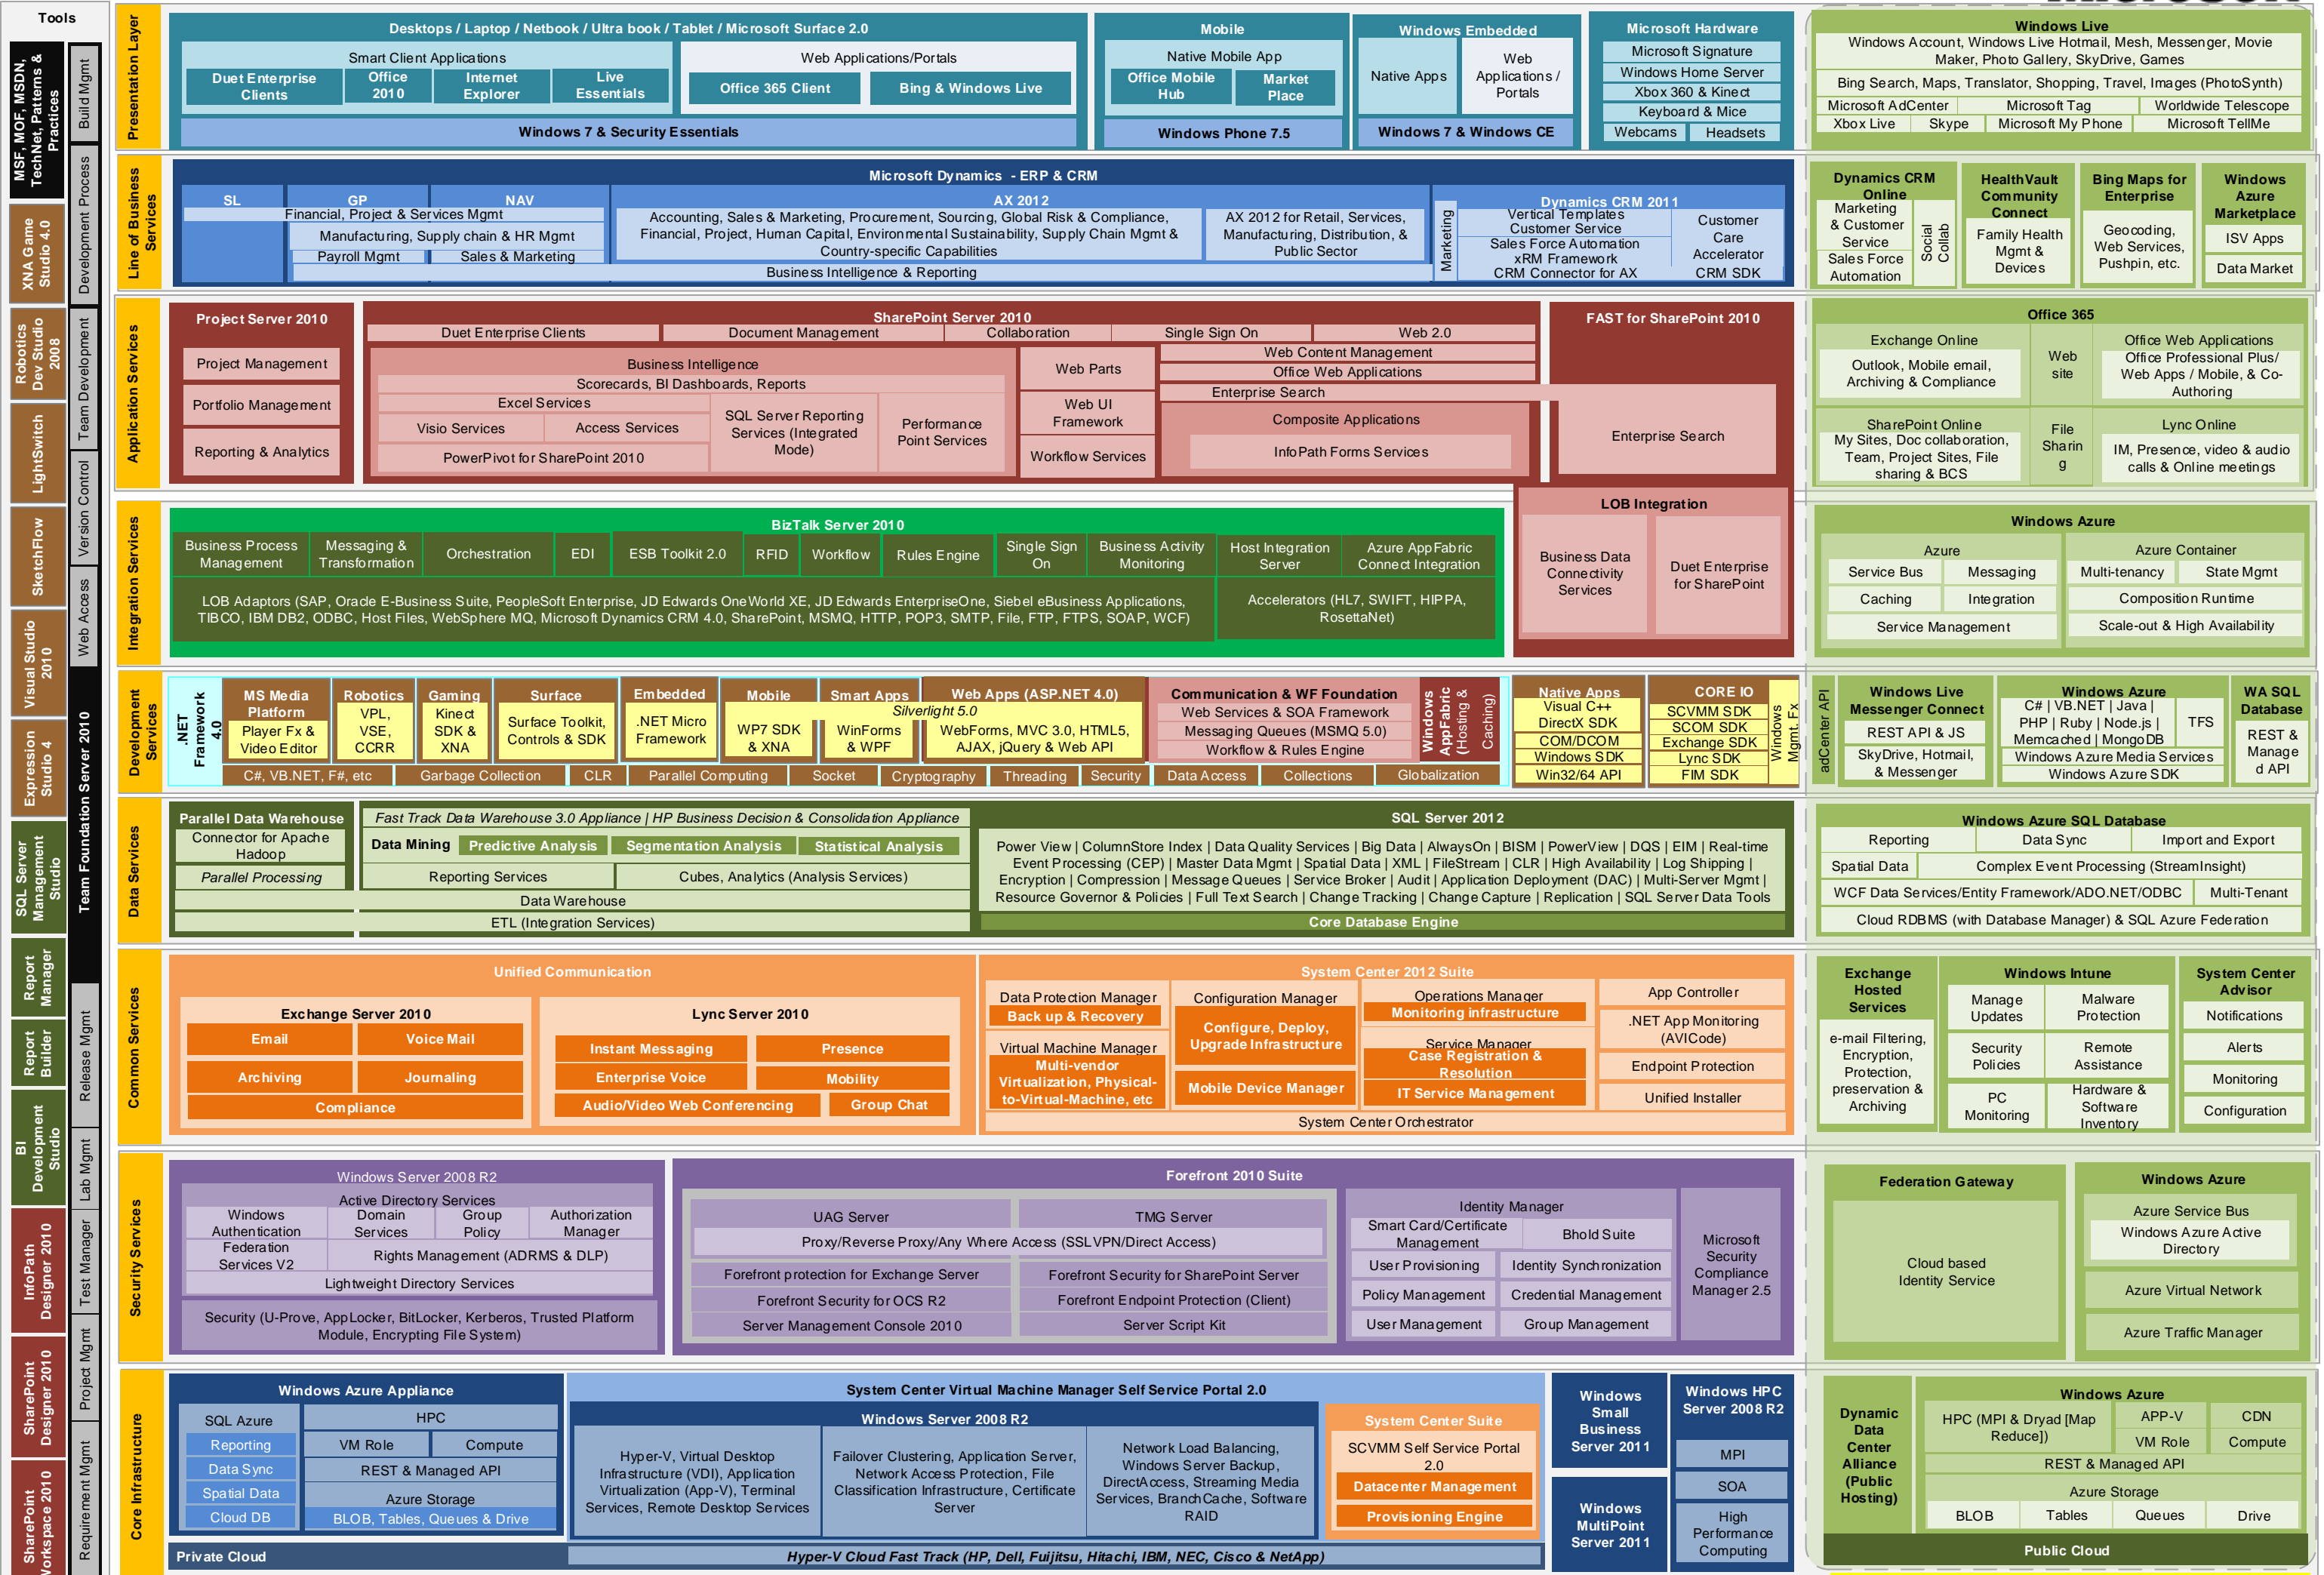 Tools
MSF, MOF, MSDN,
TechNet, Patterns &
Practices
XNA Game
Studio 4.0
Robotics
Dev Studio
2008
LightSwitch
SketchFlow
Visual Studio
2010
Expression
Studio 4
SQL Server
Management
Studio
Report
Manager
Report
Builder
BI
Development
Studio
InfoPath
Designer 2010
SharePoint
Designer 2010
SharePoint
Workspace 2010
Build Mgmt
Development Process
Team Development
Version Control
Web Access
Team Foundation Server 2010
Release Mgmt
Lab Mgmt
Test Manager
Project Mgmt
Requirement Mgmt
Presentation Layer
Desktops / Laptop / Netbook / Ultra book / Tablet / Microsoft Surface 2.0
Smart Client Applications
Duet Enterprise
Clients
Office
2010
Internet
Explorer
Live
Essentials
Web Applications/Portals
Office 365 Client
Bing & Windows Live
Windows 7 & Security Essentials
Mobile
Native Mobile App
Office Mobile
Hub
Market
Place
Windows Phone 7.5
Windows Embedded
Native Apps
Web
Applications /
Portals
Windows 7 & Windows CE
Microsoft Hardware
Microsoft Signature
Windows Home Server
Xbox 360 & Kinect
Keyboard & Mice
Webcams
Headsets
Windows Live
Windows Account, Windows Live Hotmail, Mesh, Messenger, Movie
Maker, Photo Gallery, SkyDrive, Games
Bing Search, Maps, Translator, Shopping, Travel, Images (PhotoSynth)
Microsoft AdCenter
Microsoft Tag
Worldwide Telescope
Xbox Live
Skype
Microsoft My Phone
Microsoft TellMe
Line of Business
Services
Microsoft Dynamics - ERP & CRM
SL
GP
NAV
Financial, Project & Services Mgmt
Manufacturing, Supply chain & HR Mgmt
Payroll Mgmt
Sales & Marketing
Business Intelligence & Reporting
AX 2012
Accounting, Sales & Marketing, Procurement, Sourcing, Global Risk & Compliance,
Financial, Project, Human Capital, Environmental Sustainability, Supply Chain Mgmt &
Country-specific Capabilities
AX 2012 for Retail, Services,
Manufacturing, Distribution, &
Public Sector
Dynamics CRM 2011
Marketing
Vertical Templates
Customer Service
Sales Force Automation
xRM Framework
CRM Connector for AX
Customer
Care
Accelerator
CRM SDK
Dynamics CRM
Online
Marketing
& Customer
Service
Sales Force
Automation
Social
Collab
HealthVault
Community
Connect
Family Health
Mgmt &
Devices
Bing Maps for
Enterprise
Geocoding,
Web Services,
Pushpin, etc.
Windows
Azure
Marketplace
ISV Apps
Data Market
Application Services
Project Server 2010
Project Management
Portfolio Management
Reporting & Analytics
SharePoint Server 2010
Duet Enterprise Clients
Document Management
Collaboration
Single Sign On
Web 2.0
Business Intelligence
Scorecards, BI Dashboards, Reports
Excel Services
Visio Services
Access Services
PowerPivot for SharePoint 2010
SQL Server Reporting
Services (Integrated
Mode)
Performance
Point Services
Web Parts
Web UI
Framework
Workflow Services
Web Content Management
Office Web Applications
Enterprise Search
Composite Applications
InfoPath Forms Services
FAST for SharePoint 2010
Enterprise Search
Office 365
Exchange Online
Outlook, Mobile email,
Archiving & Compliance
Web
site
Office Web Applications
Office Professional Plus/
Web Apps / Mobile, & Co-
Authoring
SharePoint Online
My Sites, Doc collaboration,
Team, Project Sites, File
sharing & BCS
File
Sharin
g
Lync Online
IM, Presence, video & audio
calls & Online meetings
Integration Services
BizTalk Server 2010
Business Process
Management
Messaging &
Transformation
Orchestration
EDI
ESB Toolkit 2.0
RFID
Workflow
Rules Engine
Single Sign
On
Business Activity
Monitoring
Host Integration
Server
Azure AppFabric
Connect Integration
LOB Adaptors (SAP, Oracle E-Business Suite, PeopleSoft Enterprise, JD Edwards OneWorld XE, JD Edwards EnterpriseOne, Siebel eBusiness Applications,
TIBCO, IBM DB2, ODBC, Host Files, WebSphere MQ, Microsoft Dynamics CRM 4.0, SharePoint, MSMQ, HTTP, POP3, SMTP, File, FTP, FTPS, SOAP, WCF)
Accelerators (HL7, SWIFT, HIPPA,
RosettaNet)
LOB Integration
Business Data
Connectivity
Services
Duet Enterprise
for SharePoint
Windows Azure
Azure
Service Bus
Messaging
Caching
Integration
Service Management
Azure Container
Multi-tenancy
State Mgmt
Composition Runtime
Scale-out & High Availability
Development
Services
.NET
Framework
4.0
MS Media
Platform
Player Fx &
Video Editor
Robotics
VPL,
VSE,
CCRR
Gaming
Kinect
SDK &
XNA
Surface
Surface Toolkit,
Controls & SDK
Embedded
.NET Micro
Framework
Mobile
Smart Apps
Web Apps (ASP.NET 4.0)
Silverlight 5.0
WP7 SDK
& XNA
WinForms
& WPF
WebForms, MVC 3.0, HTML5,
AJAX, jQuery & Web API
Communication & WF Foundation
Web Services & SOA Framework
Messaging Queues (MSMQ 5.0)
Workflow & Rules Engine
Windows
AppFabric
(Hosting &
Caching)
C#, VB.NET, F#, etc
Garbage Collection
CLR
Parallel Computing
Socket
Cryptography
Threading
Security
Data Access
Collections
Globalization
Native Apps
Visual C++
DirectX SDK
COM/DCOM
Windows SDK
Win32/64 API
CORE IO
SCVMM SDK
SCOM SDK
Exchange SDK
Lync SDK
FIM SDK
Windows
Mgmt. Fx
adCenter API
Windows Live
Messenger Connect
REST API & JS
SkyDrive, Hotmail,
& Messenger
Windows Azure
C# | VB.NET | Java |
PHP | Ruby | Node.js |
Memcached | MongoDB
TFS
Windows Azure Media Services
Windows Azure SDK
WA SQL
Database
REST &
Manage
d API
Data Services
Parallel Data Warehouse
Connector for Apache
Hadoop
Parallel Processing
Fast Track Data Warehouse 3.0 Appliance | HP Business Decision & Consolidation Appliance
Data Mining
Predictive Analysis
Segmentation Analysis
Statistical Analysis
Reporting Services
Cubes, Analytics (Analysis Services)
Data Warehouse
ETL (Integration Services)
SQL Server 2012
Power View | ColumnStore Index | Data Quality Services | Big Data | AlwaysOn | BISM | PowerView | DQS | EIM | Real-time
Event Processing (CEP) | Master Data Mgmt | Spatial Data | XML | FileStream | CLR | High Availability | Log Shipping |
Encryption | Compression | Message Queues | Service Broker | Audit | Application Deployment (DAC) | Multi-Server Mgmt |
Resource Governor & Policies | Full Text Search | Change Tracking | Change Capture | Replication | SQL Server Data Tools
Core Database Engine
Windows Azure SQL Database
Reporting
Data Sync
Import and Export
Spatial Data
Complex Event Processing (StreamInsight)
WCF Data Services/Entity Framework/ADO.NET/ODBC
Multi-Tenant
Cloud RDBMS (with Database Manager) & SQL Azure Federation
Common Services
Unified Communication
Exchange Server 2010
Email
Voice Mail
Archiving
Journaling
Compliance
Lync Server 2010
Instant Messaging
Presence
Enterprise Voice
Mobility
Audio/Video Web Conferencing
Group Chat
System Center 2012 Suite
Data Protection Manager
Back up & Recovery
Virtual Machine Manager
Multi-vendor
Virtualization, Physical-
to-Virtual-Machine, etc
Configuration Manager
Configure, Deploy,
Upgrade Infrastructure
Mobile Device Manager
Operations Manager
Monitoring infrastructure
Service Manager
Case Registration &
Resolution
IT Service Management
App Controller
.NET App Monitoring
(AVICode)
Endpoint Protection
Unified Installer
System Center Orchestrator
Exchange
Hosted
Services
e-mail Filtering,
Encryption,
Protection,
preservation &
Archiving
Windows Intune
Manage
Updates
Malware
Protection
Security
Policies
Remote
Assistance
PC
Monitoring
Hardware &
Software
Inventory
System Center
Advisor
Notifications
Alerts
Monitoring
Configuration
Security Services
Windows Server 2008 R2
Active Directory Services
Windows
Authentication
Domain
Services
Group
Policy
Authorization
Manager
Federation
Services V2
Rights Management (ADRMS & DLP)
Lightweight Directory Services
Security (U-Prove, AppLocker, BitLocker, Kerberos, Trusted Platform
Module, Encrypting File System)
Forefront 2010 Suite
UAG Server
TMG Server
Proxy/Reverse Proxy/Any Where Access (SSLVPN/Direct Access)
Forefront protection for Exchange Server
Forefront Security for SharePoint Server
Forefront Security for OCS R2
Forefront Endpoint Protection (Client)
Server Management Console 2010
Server Script Kit
Identity Manager
Smart Card/Certificate
Management
Bhold Suite
User Provisioning
Identity Synchronization
Policy Management
Credential Management
User Management
Group Management
Microsoft
Security
Compliance
Manager 2.5
Federation Gateway
Cloud based
Identity Service
Windows Azure
Azure Service Bus
Windows Azure Active
Directory
Azure Virtual Network
Azure Traffic Manager
Core Infrastructure
Windows Azure Appliance
SQL Azure
Reporting
Data Sync
Spatial Data
Cloud DB
HPC
VM Role
Compute
REST & Managed API
Azure Storage
BLOB, Tables, Queues & Drive
System Center Virtual Machine Manager Self Service Portal 2.0
Windows Server 2008 R2
Hyper-V, Virtual Desktop
Infrastructure (VDI), Application
Virtualization (App-V), Terminal
Services, Remote Desktop Services
Failover Clustering, Application Server,
Network Access Protection, File
Classification Infrastructure, Certificate
Server
Network Load Balancing,
Windows Server Backup,
DirectAccess, Streaming Media
Services, BranchCache, Software
RAID
System Center Suite
SCVMM Self Service Portal
2.0
Datacenter Management
Provisioning Engine
Windows
Small
Business
Server 2011
Windows
MultiPoint
Server 2011
Windows HPC
Server 2008 R2
MPI
SOA
High
Performance
Computing
Private Cloud
Hyper-V Cloud Fast Track (HP, Dell, Fuijitsu, Hitachi, IBM, NEC, Cisco & NetApp)
Dynamic
Data
Center
Alliance
(Public
Hosting)
Windows Azure
HPC (MPI & Dryad [Map
Reduce])
APP-V
CDN
VM Role
Compute
REST & Managed API
Azure Storage
BLOB
Tables
Queues
Drive
Public Cloud